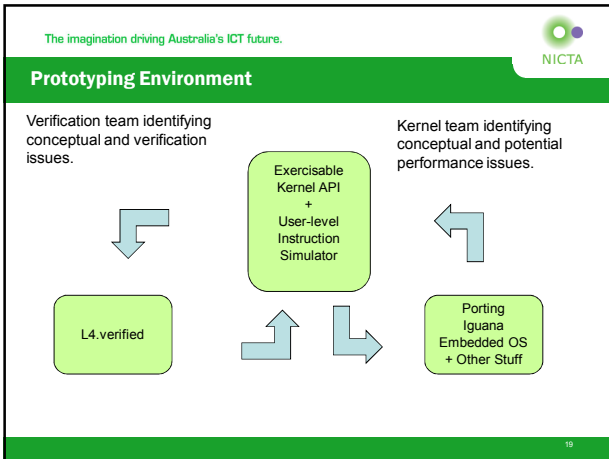 The imagination driving Australia's ICT future.
NICTA
Prototyping Environment
Verification team identifying
conceptual and verification
issues.
Kernel team identifying
conceptual and potential
performance issues.
Exercisable
Kernel API
+
User-level
Instruction
Simulator
L4.verified
Porting
Iguana
Embedded OS
+ Other Stuff
19